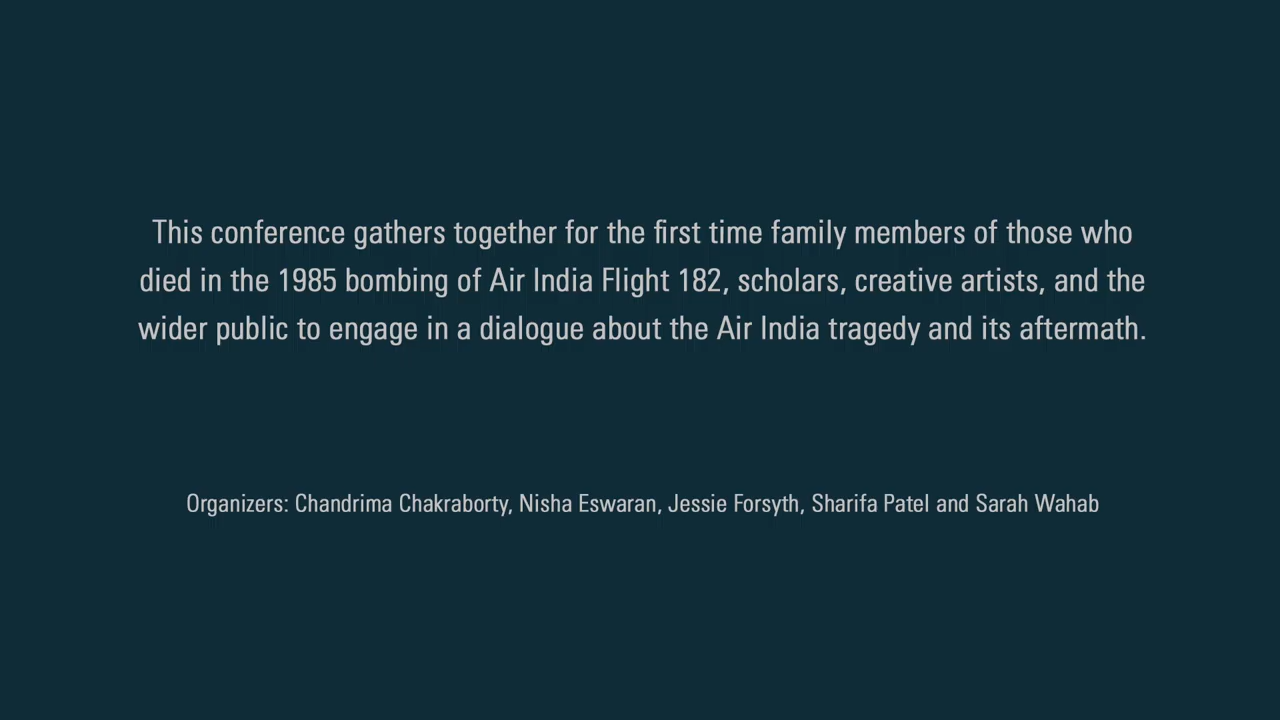 This conference gathers together for the first time family members of those who
died in the 1985 bombing of Air India Flight 182, scholars, creative artists, and the
wider public to engage in a dialogue about the Air India tragedy and its aftermath.
Organizers: Chandrima Chakraborty, Nisha Eswaran, Jessie Forsyth, Sharifa Patel and Sarah Wahab